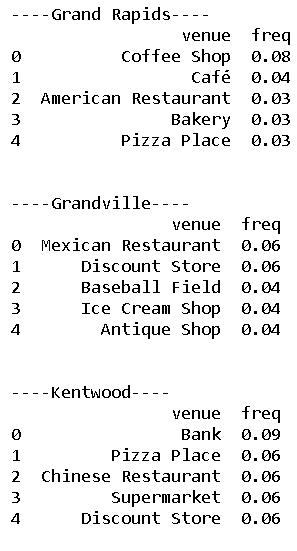 ----Grand Rapids----
venue freq
0 Coffee Shop 0.08
1 Café 0.04
2 American Restaurant 0.03
3 Bakery 0.03
4 Pizza Place 0.03
----Grandville----
venue freq
0 Mexican Restaurant 0.06
1 Discount Store 0.06
2 Baseball Field 0.04
3 Ice Cream Shop 0.04
4 Antique Shop 0.04
----Kentwood----
venue freq
0 Bank 0.09
1 Pizza Place 0.06
2 Chinese Restaurant 0.06
3 Supermarket 0.06
4 Discount Store 0.06